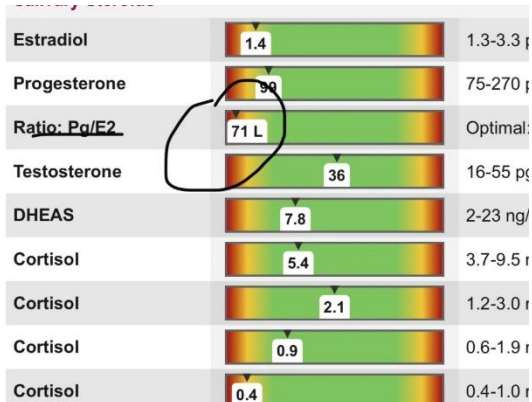 Salivary Steroids
Estradiol 1.4 1.3-3.3 p
Progesterone 99 75-270 p
Ratio: Pg/E2 71 L Optimal:
Testosterone 36 16-55 pg
DHEAS 7.8 2-23 ng/
Cortisol 5.4 3.7-9.5 n
Cortisol 2.1 1.2-3.0 n
Cortisol 0.9 0.6-1.9 n
Cortisol 0.4 0.4-1.0 n